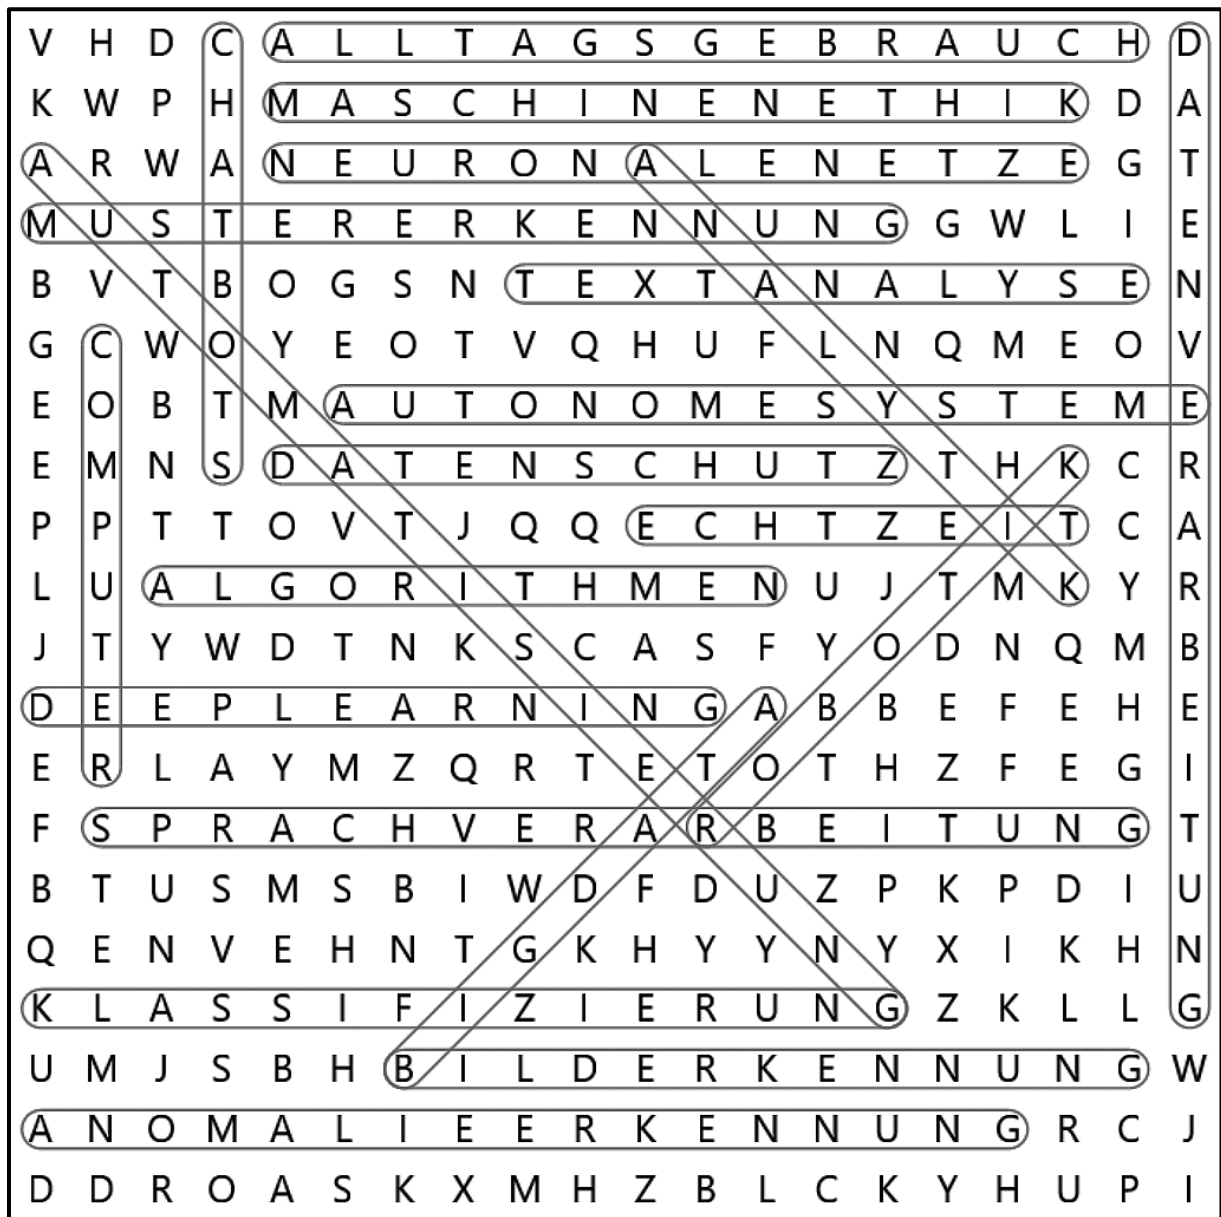 V H D C A L L T A G S G E B R A U C H D
K W P H M A S C H I N E N E T H I K D A
A R W A N E U R O N A L E N E T Z E G T
M U S T E R E R K E N N U N G G W L I E
B V T B O G S N T E X T A N A L Y S E N
G C W O Y E O T V Q H U F L N Q M E O V
E O B T M A U T O N O M E S Y S T E M E
E M N S D A T E N S C H U T Z T H K C R
P P T T O V T J Q Q E C H T Z E I T C A
L U A L G O R I T H M E N U J T M K Y R
J T Y W D T N K S C A S F Y O D N Q M B
D E E P L E A R N I N G A B B E F E H E
E R L A Y M Z Q R T E T O T H Z F E G I
F S P R A C H V E R A R B E I T U N G T
B T U S M S B I W D F D U Z P K P D I U
Q E N V E H N T G K H Y Y N Y X I K H N
K L A S S I F I Z I E R U N G Z K L L G
U M J S B H B I L D E R K E N N U N G W
A N O M A L I E E R K E N N U N G R C J
D D R O A S K X M H Z B L C K Y H U P I